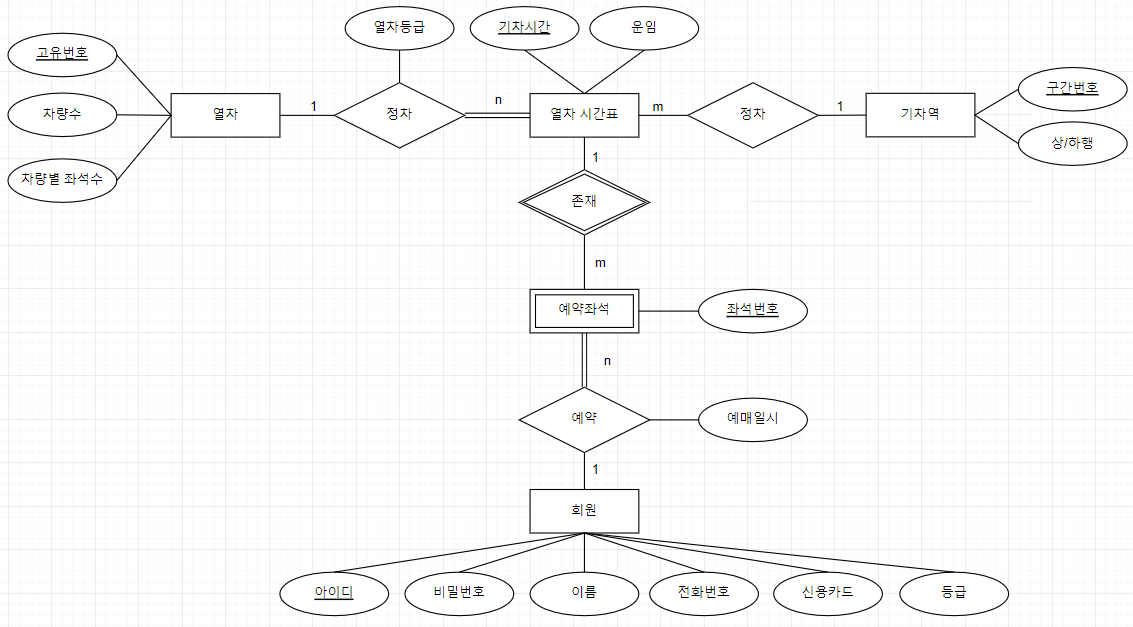 열차등급
기차시간
운임
고유번호
차량수
차량별 좌석수
열차
1
정차
n
열차 시간표
m
정차
1
기차역
구간번호
상/하행
1
존재
m
예약좌석
좌석번호
n
예약
예매일시
1
회원
아이디
비밀번호
이름
전화번호
신용카드
등급